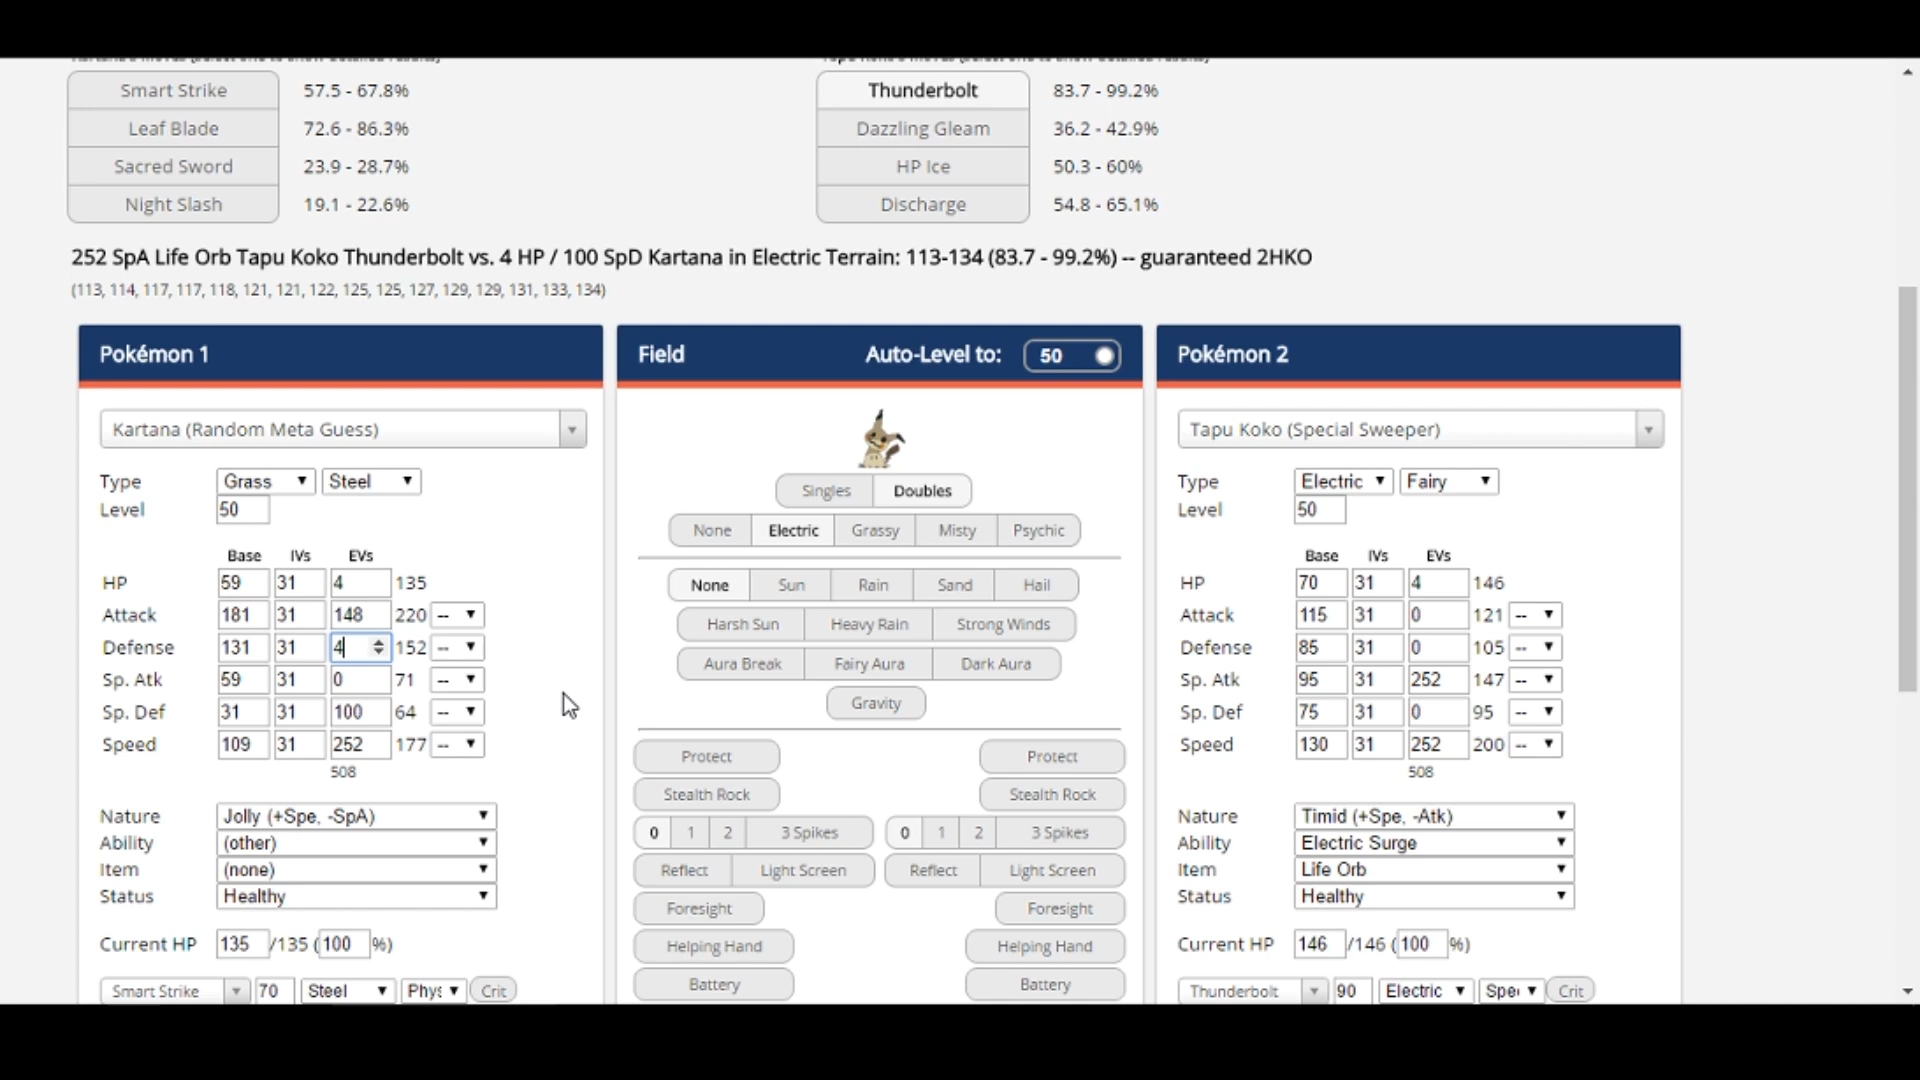 Smart Strike 57.5 - 67.8% Thunderbolt 83.7 - 99.2%
Leaf Blade 72.6 - 86.3% Dazzling Gleam 36.2 - 42.9%
Sacred Sword 23.9 - 28.7% HP Ice 50.3 - 60%
Night Slash 19.1 - 22.6% Discharge 54.8 - 65.1%
252 SpA Life Orb Tapu Koko Thunderbolt vs. 4 HP / 100 SpD Kartana in Electric Terrain: 113-134 (83.7 - 99.2%) -- guaranteed 2HKO
(113, 114, 117, 117, 118, 121, 121, 122, 125, 125, 127, 129, 129, 131, 133, 134)
Pokémon 1
Kartana (Random Meta Guess)
Type Grass Steel
Level 50
Base IVs EVs
HP 59 31 4 135
Attack 181 31 148 220 --
Defense 131 31 4 152 --
Sp. Atk 59 31 0 71 --
Sp. Def 31 31 100 64 --
Speed 109 31 252 177 --
508
Nature Jolly (+Spe, -SpA)
Ability (other)
Item (none)
Status Healthy
Current HP 135 /135 (100 %)
Smart Strike 70 Steel Phys Crit
Field Auto-Level to: 50
Singles Doubles
None Electric Grassy Misty Psychic
None Sun Rain Sand Hail
Harsh Sun Heavy Rain Strong Winds
Aura Break Fairy Aura Dark Aura
Gravity
Protect Protect
Stealth Rock Stealth Rock
0 1 2 3 Spikes 0 1 2 3 Spikes
Reflect Light Screen Reflect Light Screen
Foresight Foresight
Helping Hand Helping Hand
Battery Battery
Pokémon 2
Tapu Koko (Special Sweeper)
Type Electric Fairy
Level 50
Base IVs EVs
HP 70 31 4 146
Attack 115 31 0 121 --
Defense 85 31 0 105 --
Sp. Atk 95 31 252 147 --
Sp. Def 75 31 0 95 --
Speed 130 31 252 200 --
508
Nature Timid (+Spe, -Atk)
Ability Electric Surge
Item Life Orb
Status Healthy
Current HP 146 /146 (100 %)
Thunderbolt 90 Electric Spe Crit